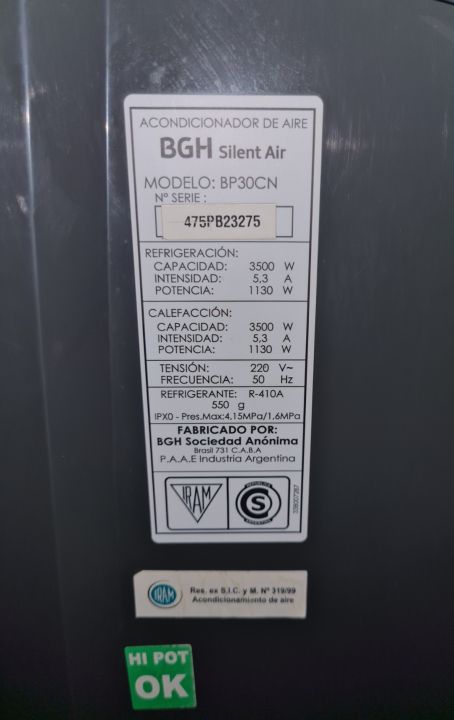 ACONDICIONADOR DE AIRE
BGH Silent Air
MODELO: BP30CN
Nº SERIE :
475PB23275
REFRIGERACIÓN:
CAPACIDAD: 3500 W
INTENSIDAD: 5,3 A
POTENCIA: 1130 W
CALEFACCIÓN:
CAPACIDAD: 3500 W
INTENSIDAD: 5,3 A
POTENCIA: 1130 W
TENSIÓN: 220 V~
FRECUENCIA: 50 Hz
REFRIGERANTE: R-410A
550 g
IPX0 - Pres.Max:4,15MPa/1,6MPa
FABRICADO POR:
BGH Sociedad Anónima
Brasil 731 C.A.B.A
P.A.A.E Industria Argentina
IRAM
REPUBLICA
S
ARGENTINA
IRAM
Res. ex S.I.C. y M. Nº 319/99
Acondicionamiento de aire
HI POT
OK